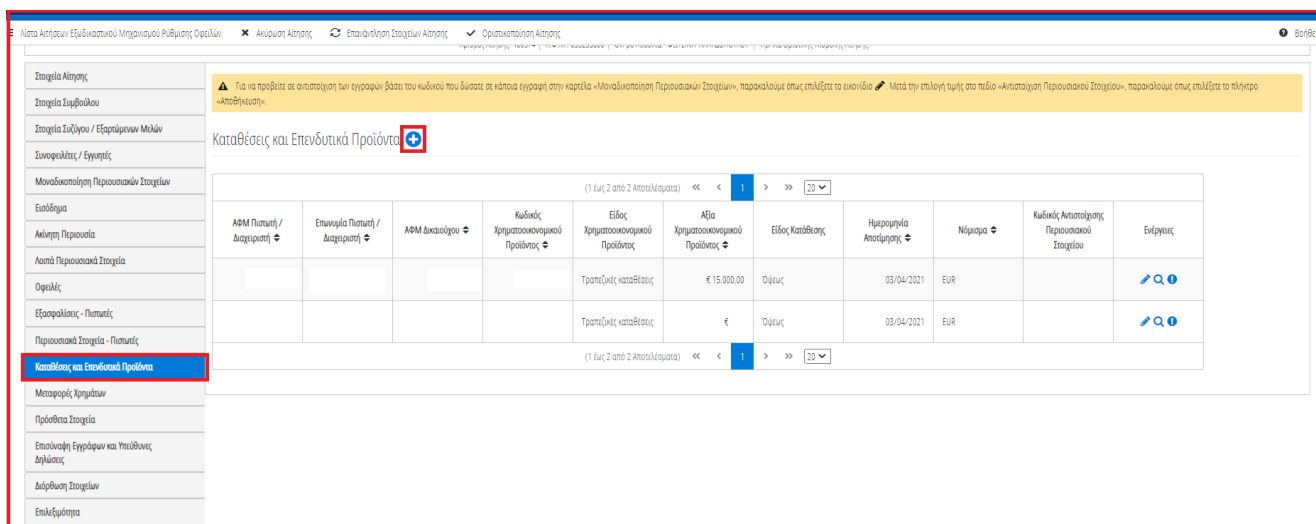 Λίστα Αιτήσεων Εξωδικαστικού Μηχανισμού Ρύθμισης Οφειλών Ακύρωση Αίτησης Επανάντληση Στοιχείων Αίτησης Οριστικοποίηση Αίτησης Βοήθε
Στοιχεία Αίτησης
Στοιχεία Συμβούλου
Στοιχεία Συζύγου / Εξαρτώμενων Μελών
Συνοφειλέτες / Εγγυητές
Μοναδικοποίηση Περιουσιακών Στοιχείων
Εισόδημα
Ακίνητη Περιουσία
Λοιπά Περιουσιακά Στοιχεία
Οφειλές
Εξασφαλίσεις - Πιστωτές
Περιουσιακά Στοιχεία - Πιστωτές
Καταθέσεις και Επενδυτικά Προϊόντα
Μεταφορές Χρημάτων
Πρόσθετα Στοιχεία
Επισύναψη Εγγράφων και Υπεύθυνες
Δηλώσεις
Διόρθωση Στοιχείων
Επιλεξιμότητα
Για να προβείτε σε αντιστοίχιση των εγγραφών βάσει του κωδικού που δώσατε σε κάποια εγγραφή στην καρτέλα «Μοναδικοποίηση Περιουσιακών Στοιχείων», παρακαλούμε όπως επιλέξετε το εικονίδιο . Μετά την επιλογή τιμής στο πεδίο «Αντιστοίχιση Περιουσιακού Στοιχείου», παρακαλούμε όπως επιλέξετε το πλήκτρο
«Αποθήκευση».
Καταθέσεις και Επενδυτικά Προϊόντα
(1 έως 2 από 2 Αποτελέσματα) « < 1 > » 20
ΑΦΜ Πιστωτή /
Διαχειριστή
Επωνυμία Πιστωτή /
Διαχειριστή
ΑΦΜ Δικαιούχου
Κωδικός
Χρηματοοικονομικού
Προϊόντος
Είδος
Χρηματοοικονομικού
Προϊόντος
Αξία
Χρηματοοικονομικού
Προϊόντος
Είδος Κατάθεσης
Ημερομηνία
Αποτίμησης
Νόμισμα
Κωδικός Αντιστοίχισης
Περιουσιακού
Στοιχείου
Ενέργειες
Τραπεζικές καταθέσεις € 15.000,00 Όψεως 03/04/2021 EUR
Τραπεζικές καταθέσεις € Όψεως 03/04/2021 EUR
(1 έως 2 από 2 Αποτελέσματα) « < 1 > » 20